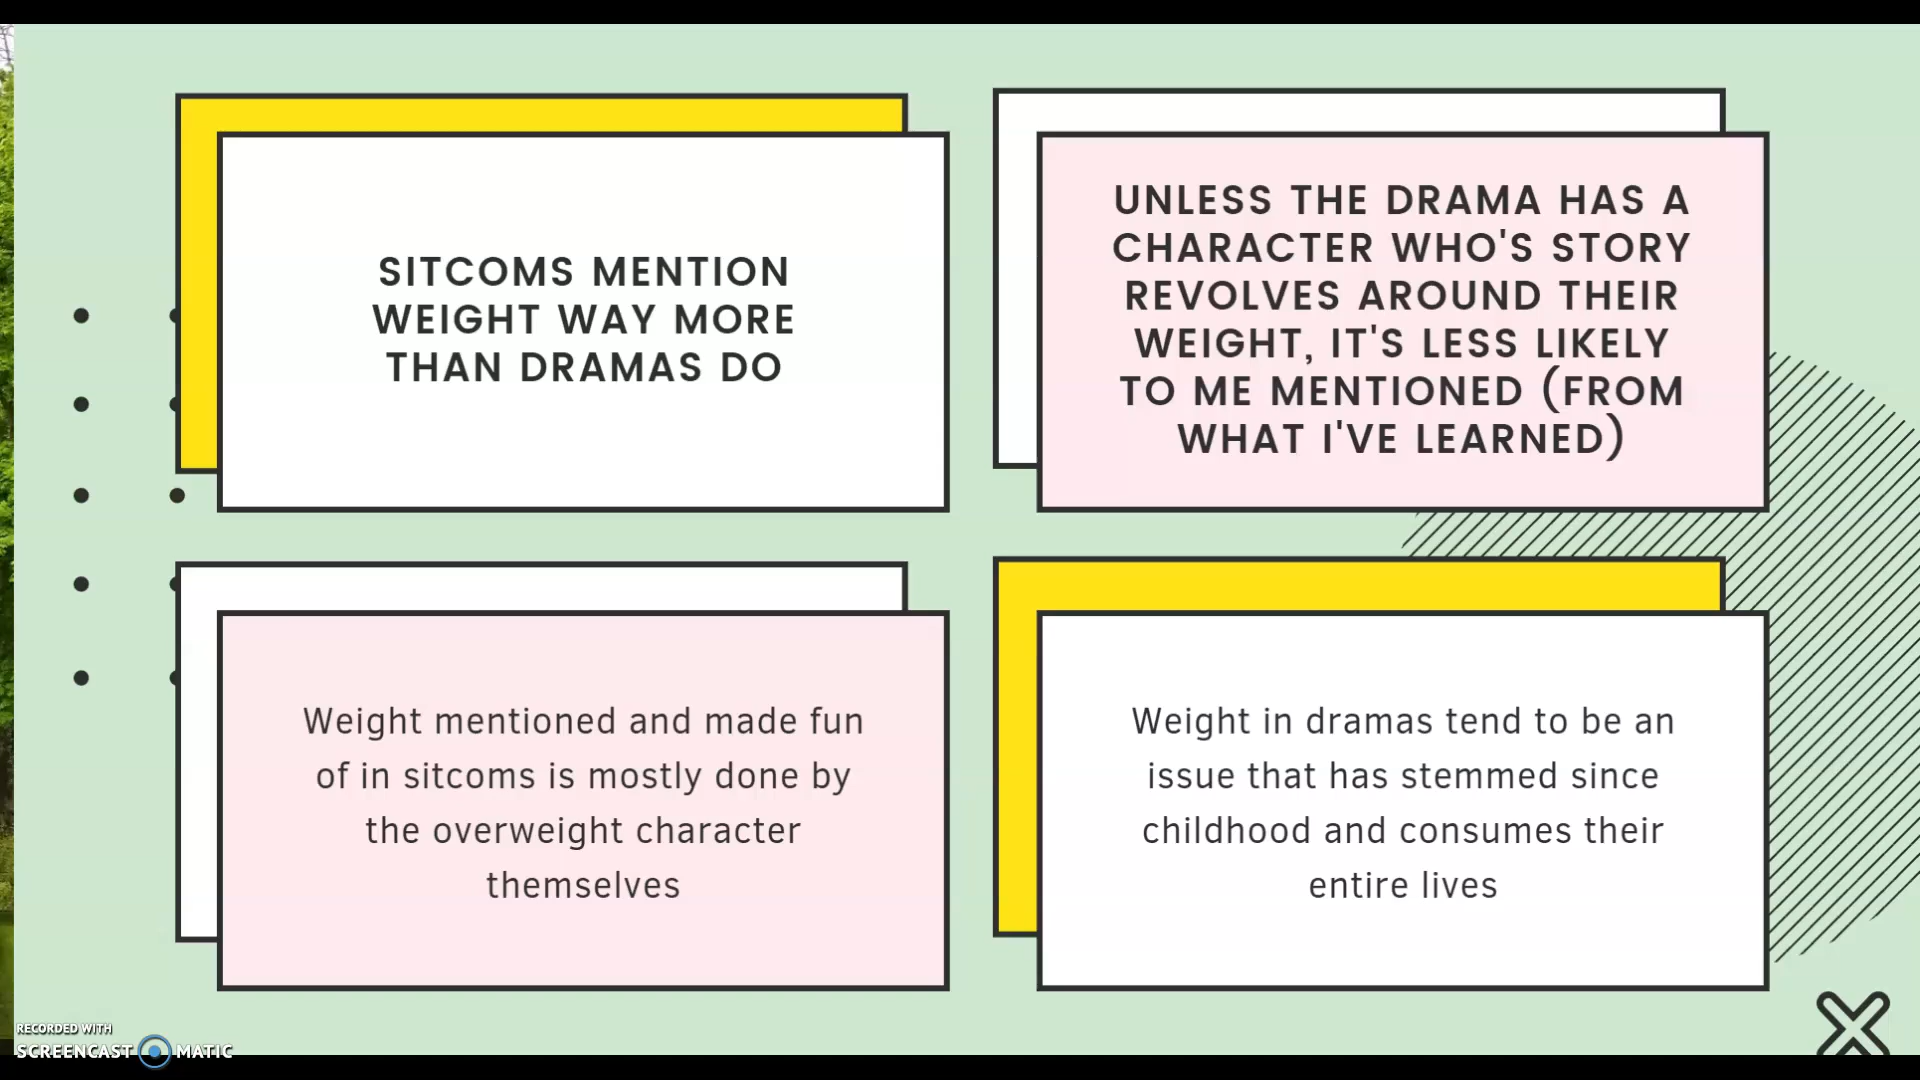 SITCOMS MENTION
WEIGHT WAY MORE
THAN DRAMAS DO
UNLESS THE DRAMA HAS A
CHARACTER WHO'S STORY
REVOLVES AROUND THEIR
WEIGHT, IT'S LESS LIKELY
TO ME MENTIONED (FROM
WHAT I'VE LEARNED)
Weight mentioned and made fun
of in sitcoms is mostly done by
the overweight character
themselves
Weight in dramas tend to be an
issue that has stemmed since
childhood and consumes their
entire lives
RECORDED WITH
SCREENCAST MATIC